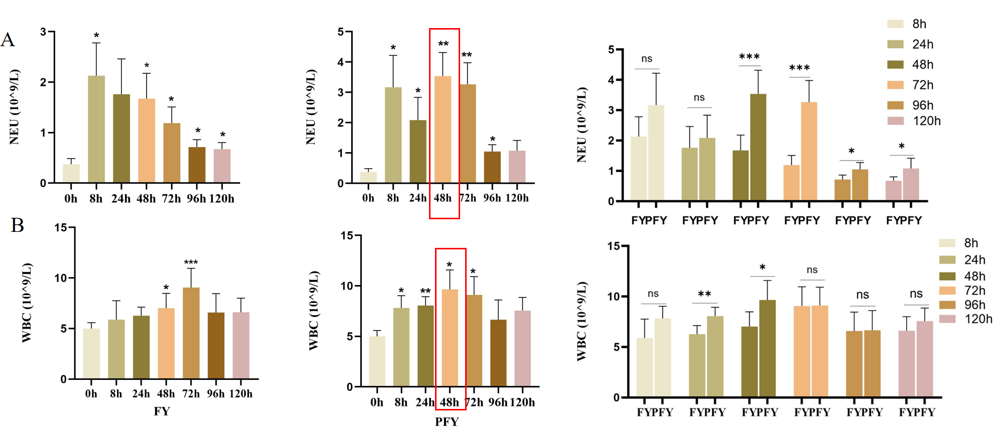 A
NEU (10^9/L)
3
2
1
0
*
*
*
*
*
0h 8h 24h 48h 72h 96h 120h
NEU (10^9/L)
5
4
3
2
1
0
*
*
**
**
*
0h 8h 24h 48h 72h 96h 120h
NEU (10^9/L)
5
4
3
2
1
0
ns
ns
***
***
*
*
FYPFY FYPFY FYPFY FYPFY FYPFY FYPFY
8h
24h
48h
72h
96h
120h
B
WBC (10^9/L)
15
10
5
0
*
***
0h 8h 24h 48h 72h 96h 120h
FY
WBC (10^9/L)
15
10
5
0
*
**
*
*
0h 8h 24h 48h 72h 96h 120h
PFY
WBC (10^9/L)
15
10
5
0
ns
**
*
ns
ns
ns
FYPFY FYPFY FYPFY FYPFY FYPFY FYPFY
8h
24h
48h
72h
96h
120h